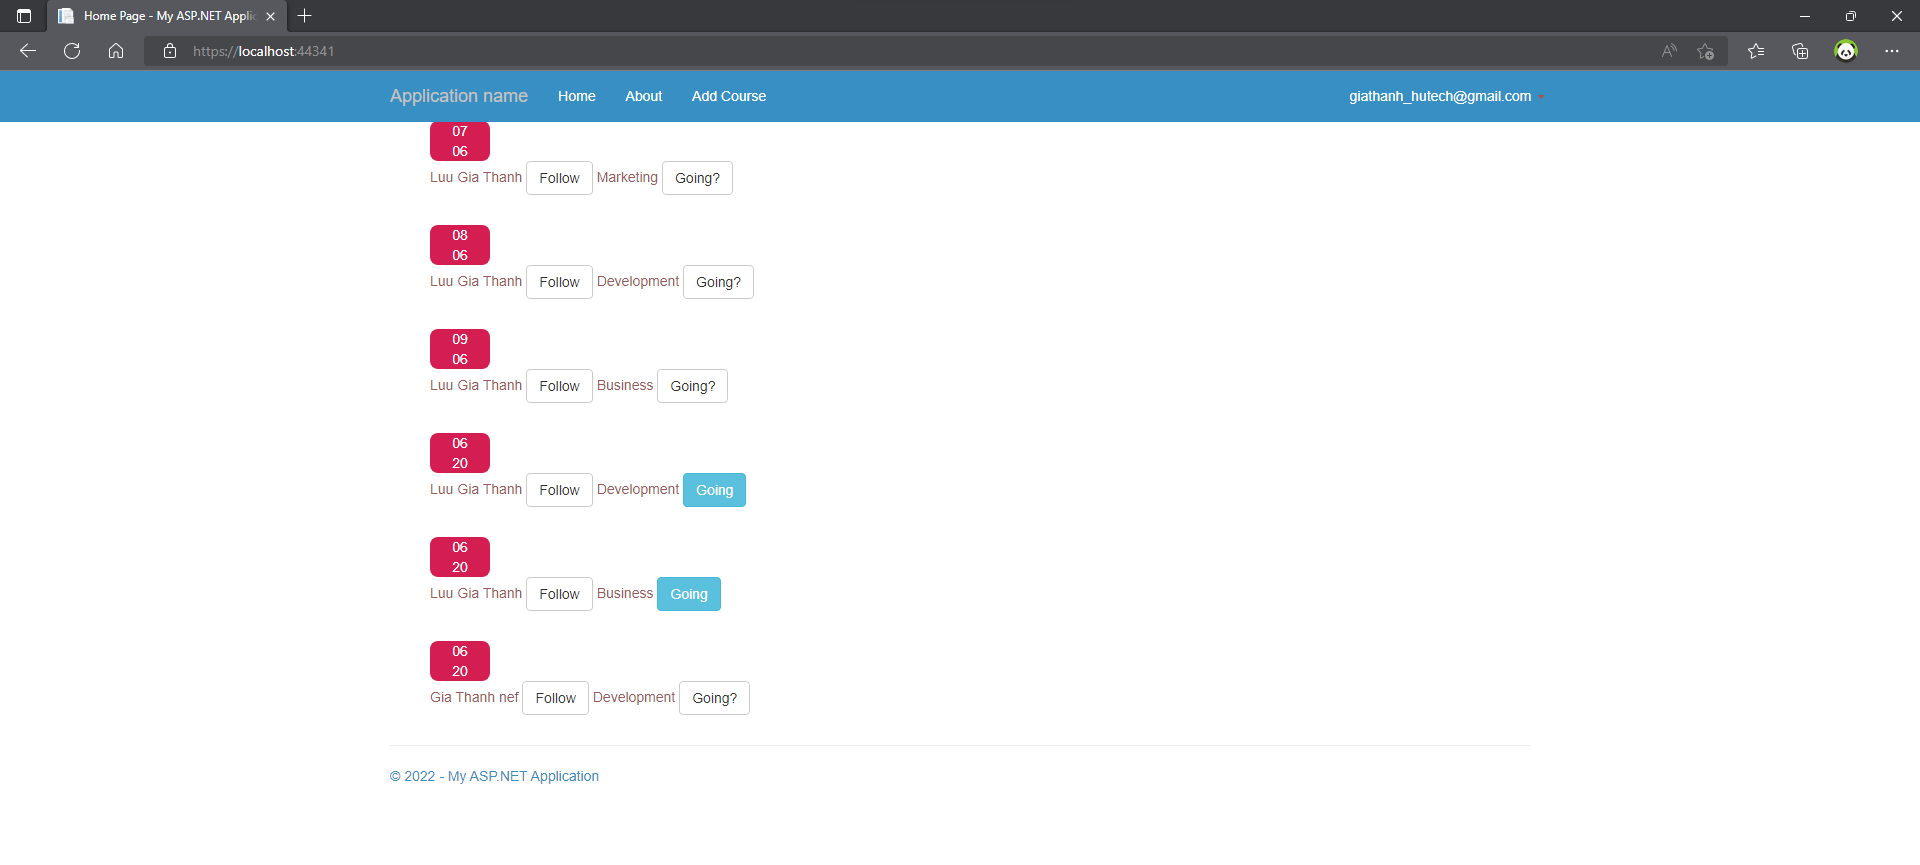 Home Page - My ASP.NET Applic
https://localhost:44341
Application name Home About Add Course giathanh_hutech@gmail.com
07
06
Luu Gia Thanh Follow Marketing Going?
08
06
Luu Gia Thanh Follow Development Going?
09
06
Luu Gia Thanh Follow Business Going?
06
20
Luu Gia Thanh Follow Development Going
06
20
Luu Gia Thanh Follow Business Going
06
20
Gia Thanh nef Follow Development Going?
© 2022 - My ASP.NET Application